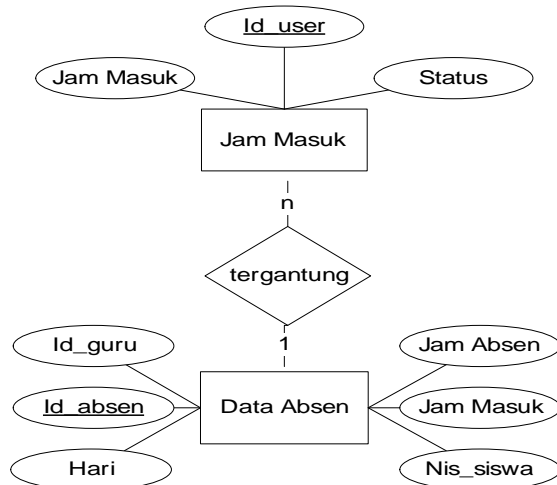 Id_user
Jam Masuk
Status
Jam Masuk
n
tergantung
1
Id_guru
Jam Absen
Id_absen
Data Absen
Jam Masuk
Hari
Nis_siswa